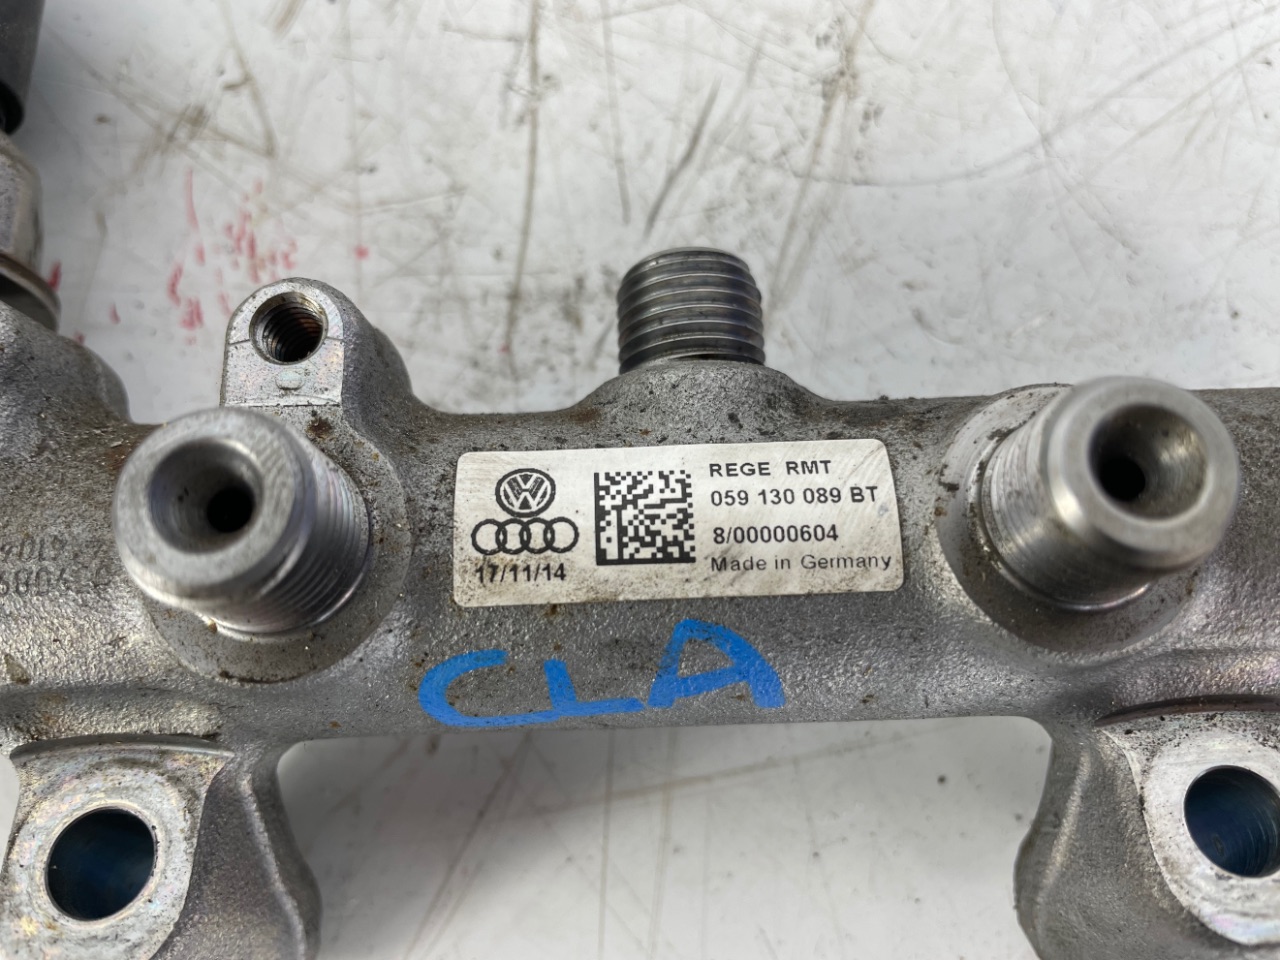 REGE RMT
059 130 089 BT
8/00000604
Made in Germany
17/11/14
CLA